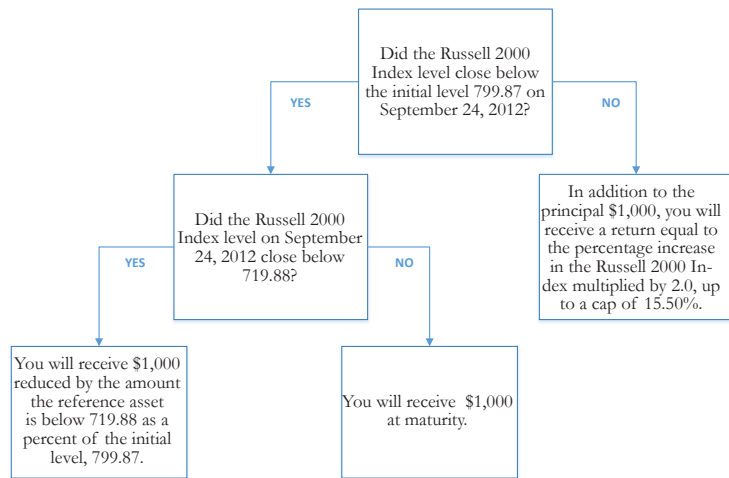 Did the Russell 2000
Index level close below
the initial level 799.87 on
September 24, 2012?
YES
NO
Did the Russell 2000
Index level on September
24, 2012 close below
719.88?
In addition to the
principal $1,000, you will
receive a return equal to
the percentage increase
in the Russell 2000 In-
dex multiplied by 2.0, up
to a cap of 15.50%.
YES
NO
You will receive $1,000
reduced by the amount
the reference asset
is below 719.88 as a
percent of the initial
level, 799.87.
You will receive $1,000
at maturity.